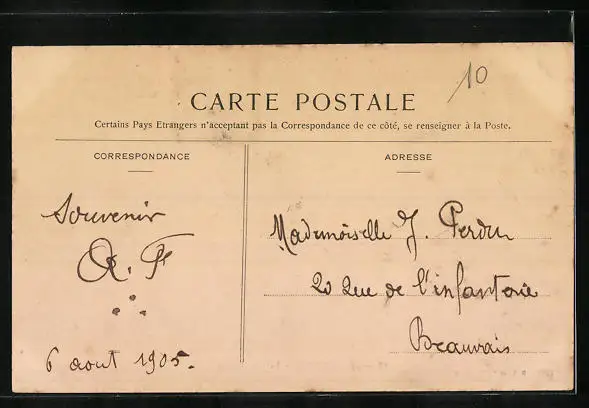 10
CARTE POSTALE
Certains Pays Etrangers n'acceptant pas la Correspondance de ce côté, se renseigner à la Poste.
CORRESPONDANCE
ADRESSE
Souvenir
A. F
6 aout 1905.
Mademoiselle J. Perdu
20 Rue de l'infanterie
Beauvais